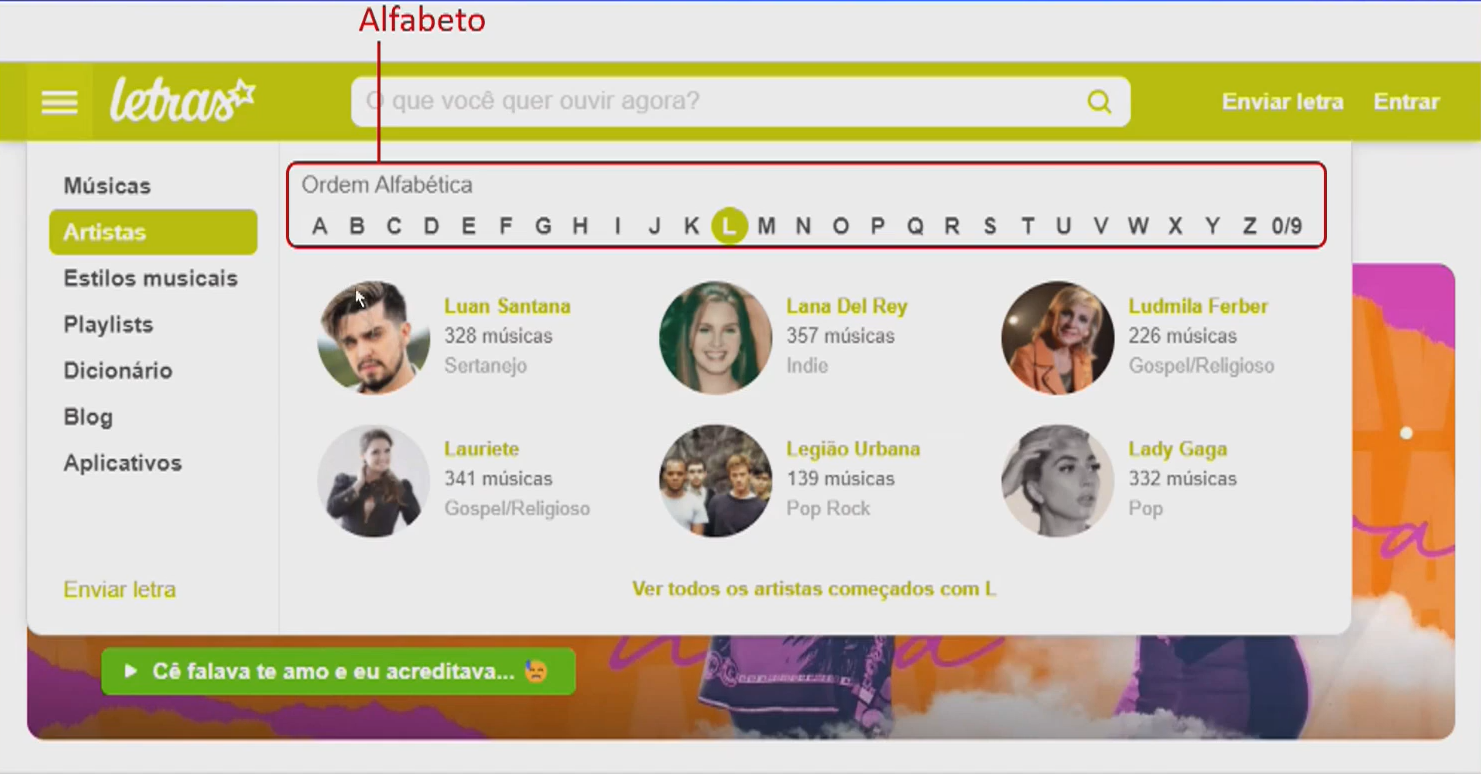 Alfabeto
letras
O que você quer ouvir agora?
Enviar letra
Entrar
Músicas
Artistas
Estilos musicais
Playlists
Dicionário
Blog
Aplicativos
Enviar letra
Ordem Alfabética
A B C D E F G H I J K L M N O P Q R S T U V W X Y Z 0/9
Luan Santana
328 músicas
Sertanejo
Lana Del Rey
357 músicas
Indie
Ludmila Ferber
226 músicas
Gospel/Religioso
Lauriete
341 músicas
Gospel/Religioso
Legião Urbana
139 músicas
Pop Rock
Lady Gaga
332 músicas
Pop
Ver todos os artistas começados com L
Cê falava te amo e eu acreditava... 😓